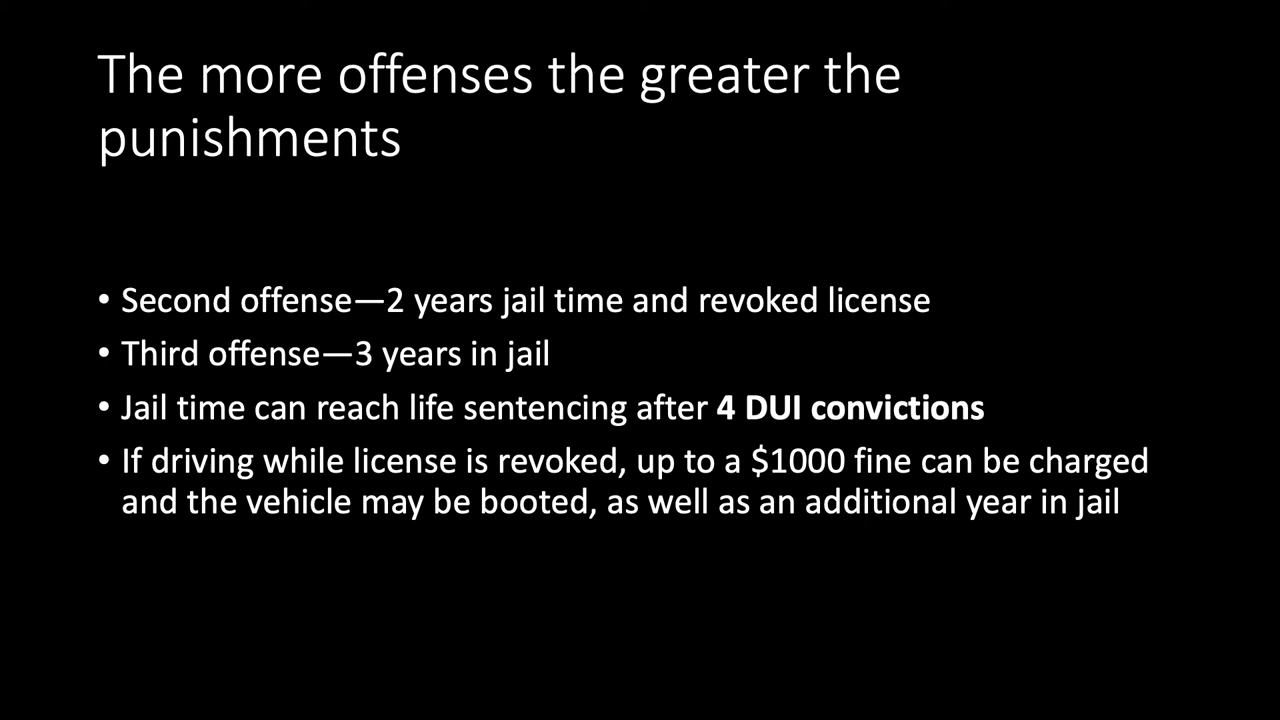 The more offenses the greater the
punishments
• Second offense—2 years jail time and revoked license
• Third offense—3 years in jail
• Jail time can reach life sentencing after 4 DUI convictions
• If driving while license is revoked, up to a $1000 fine can be charged
and the vehicle may be booted, as well as an additional year in jail